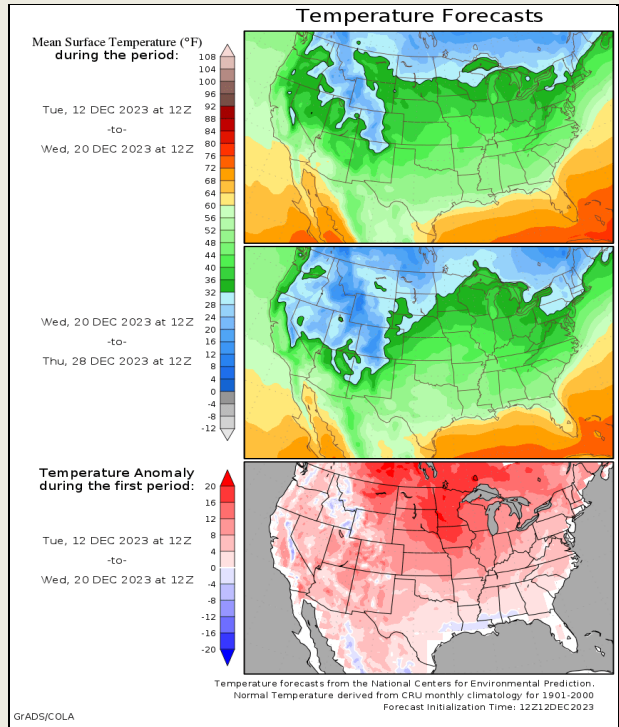 Temperature Forecasts
Mean Surface Temperature (°F)
during the period:
108
104
100
96
92
88
84
80
76
72
68
64
60
56
52
48
44
40
36
32
28
24
20
16
12
8
4
0
-4
-8
-12
Tue, 12 DEC 2023 at 12Z
-to-
Wed, 20 DEC 2023 at 12Z
Wed, 20 DEC 2023 at 12Z
-to-
Thu, 28 DEC 2023 at 12Z
Temperature Anomaly
during the first period:
20
16
12
8
4
0
-4
-8
-12
-16
-20
Tue, 12 DEC 2023 at 12Z
-to-
Wed, 20 DEC 2023 at 12Z
Temperature forecasts from the National Centers for Environmental Prediction.
Normal Temperature derived from CRU monthly climatology for 1901-2000
Forecast Initialization Time: 12Z12DEC2023
GrADS/COLA